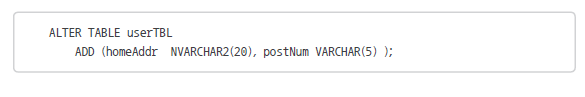 ALTER TABLE userTBL
ADD (homeAddr NVARCHAR2(20), postNum VARCHAR(5) );